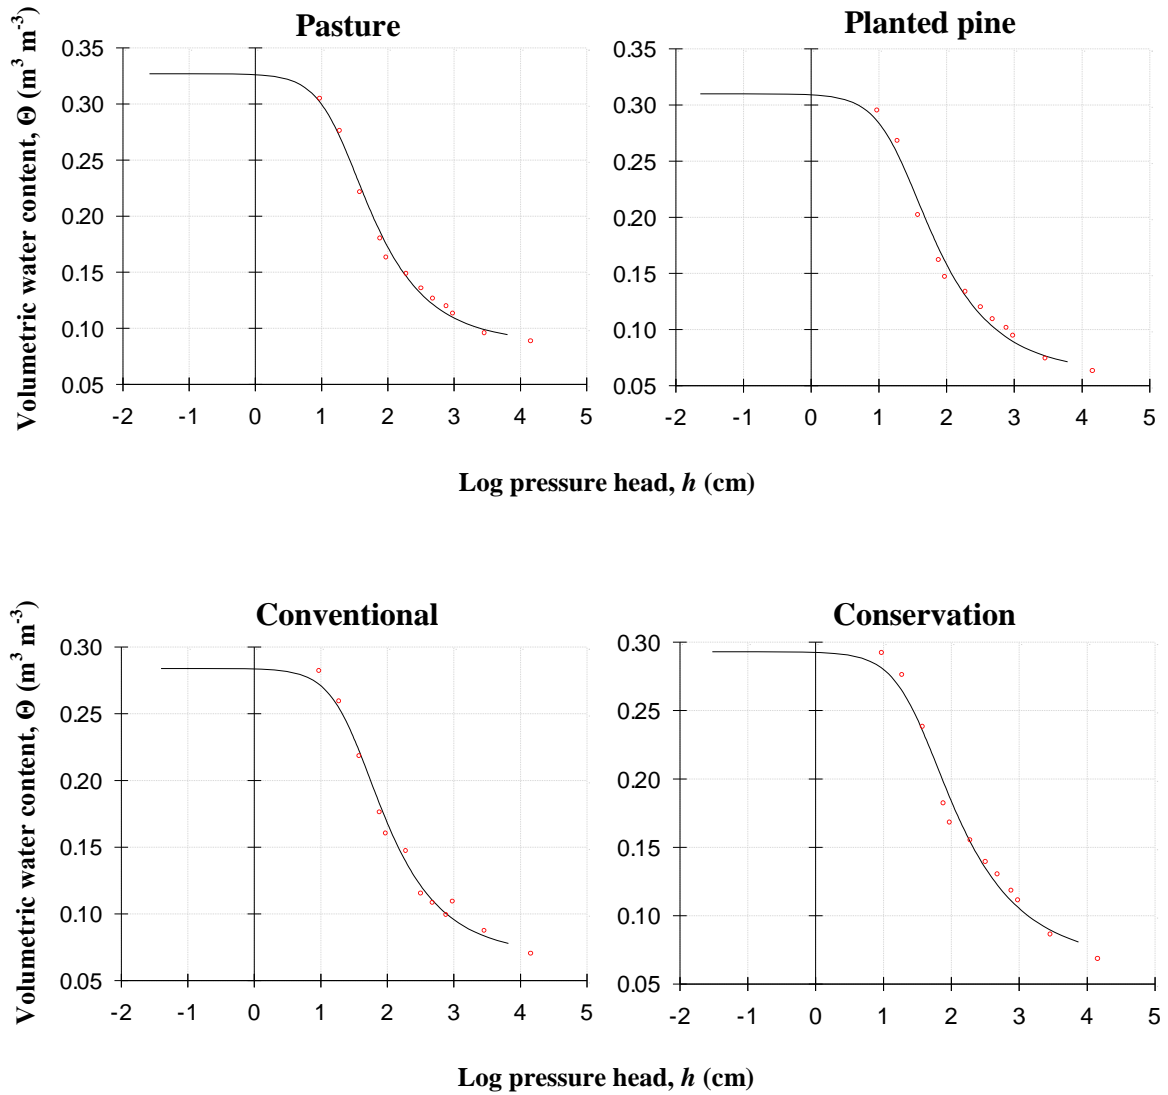 Pasture
Planted pine
Volumetric water content, Θ (m³ m⁻³)
0.35
0.30
0.25
0.20
0.15
0.10
0.05
-2 -1 0 1 2 3 4 5
0.35
0.30
0.25
0.20
0.15
0.10
0.05
-2 -1 0 1 2 3 4 5
Log pressure head, h (cm)
Conventional
Conservation
Volumetric water content, Θ (m³ m⁻³)
0.30
0.25
0.20
0.15
0.10
0.05
-2 -1 0 1 2 3 4 5
0.30
0.25
0.20
0.15
0.10
0.05
-2 -1 0 1 2 3 4 5
Log pressure head, h (cm)